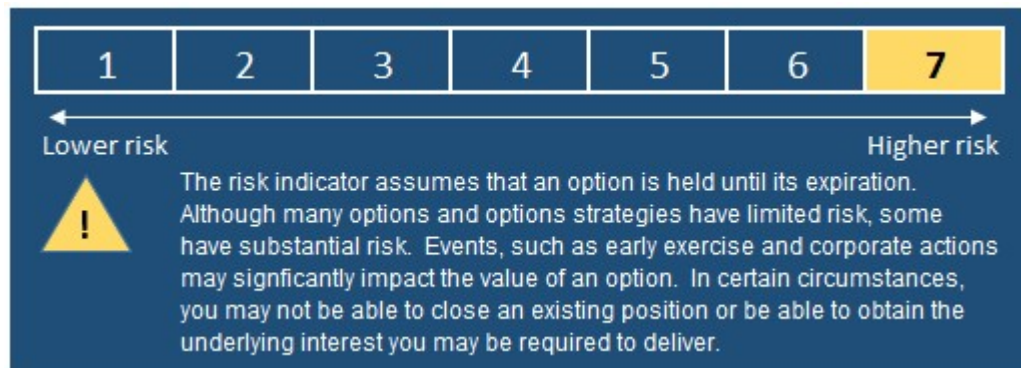 1 2 3 4 5 6 7
Lower risk Higher risk
!
The risk indicator assumes that an option is held until its expiration.
Although many options and options strategies have limited risk, some
have substantial risk. Events, such as early exercise and corporate actions
may signficantly impact the value of an option. In certain circumstances,
you may not be able to close an existing position or be able to obtain the
underlying interest you may be required to deliver.